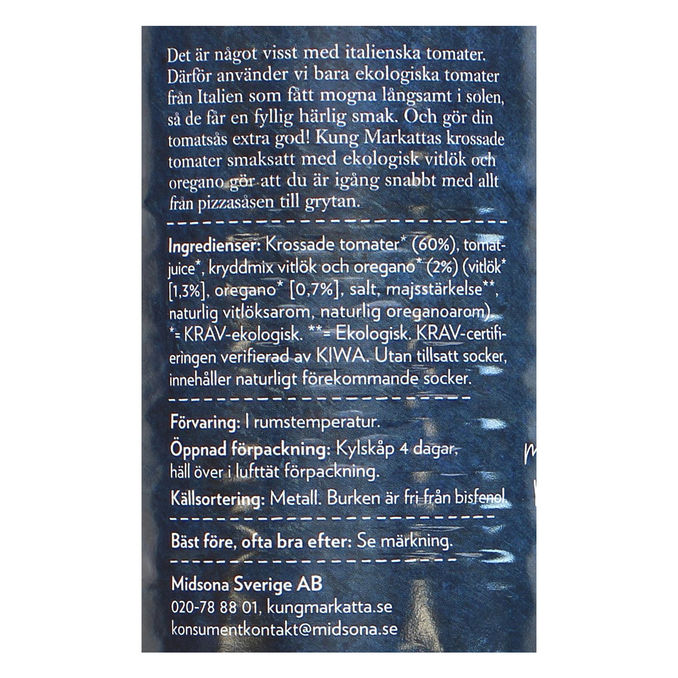 Det är något visst med italienska tomater.
Därför använder vi bara ekologiska tomater
från Italien som fått mogna långsamt i solen,
så de får en fyllig härlig smak. Och gör din
tomatsås extra god! Kung Markattas krossade
tomater smaksatt med ekologisk vitlök och
oregano gör att du är igång snabbt med allt
från pizzasåsen till grytan.
Ingredienser: Krossade tomater* (60%), tomat-
juice*, kryddmix vitlök och oregano* (2%) (vitlök*
[1,3%], oregano* [0,7%], salt, majsstärkelse**,
naturlig vitlöksarom, naturlig oreganoarom)
*= KRAV-ekologisk. **= Ekologisk. KRAV-certifi-
eringen verifierad av KIWA. Utan tillsatt socker,
innehåller naturligt förekommande socker.
Förvaring: I rumstemperatur.
Öppnad förpackning: Kylskåp 4 dagar,
häll över i lufttät förpackning.
Källsortering: Metall. Burken är fri från bisfenol
Bäst före, ofta bra efter: Se märkning.
Midsona Sverige AB
020-78 88 01, kungmarkatta.se
konsumentkontakt@midsona.se